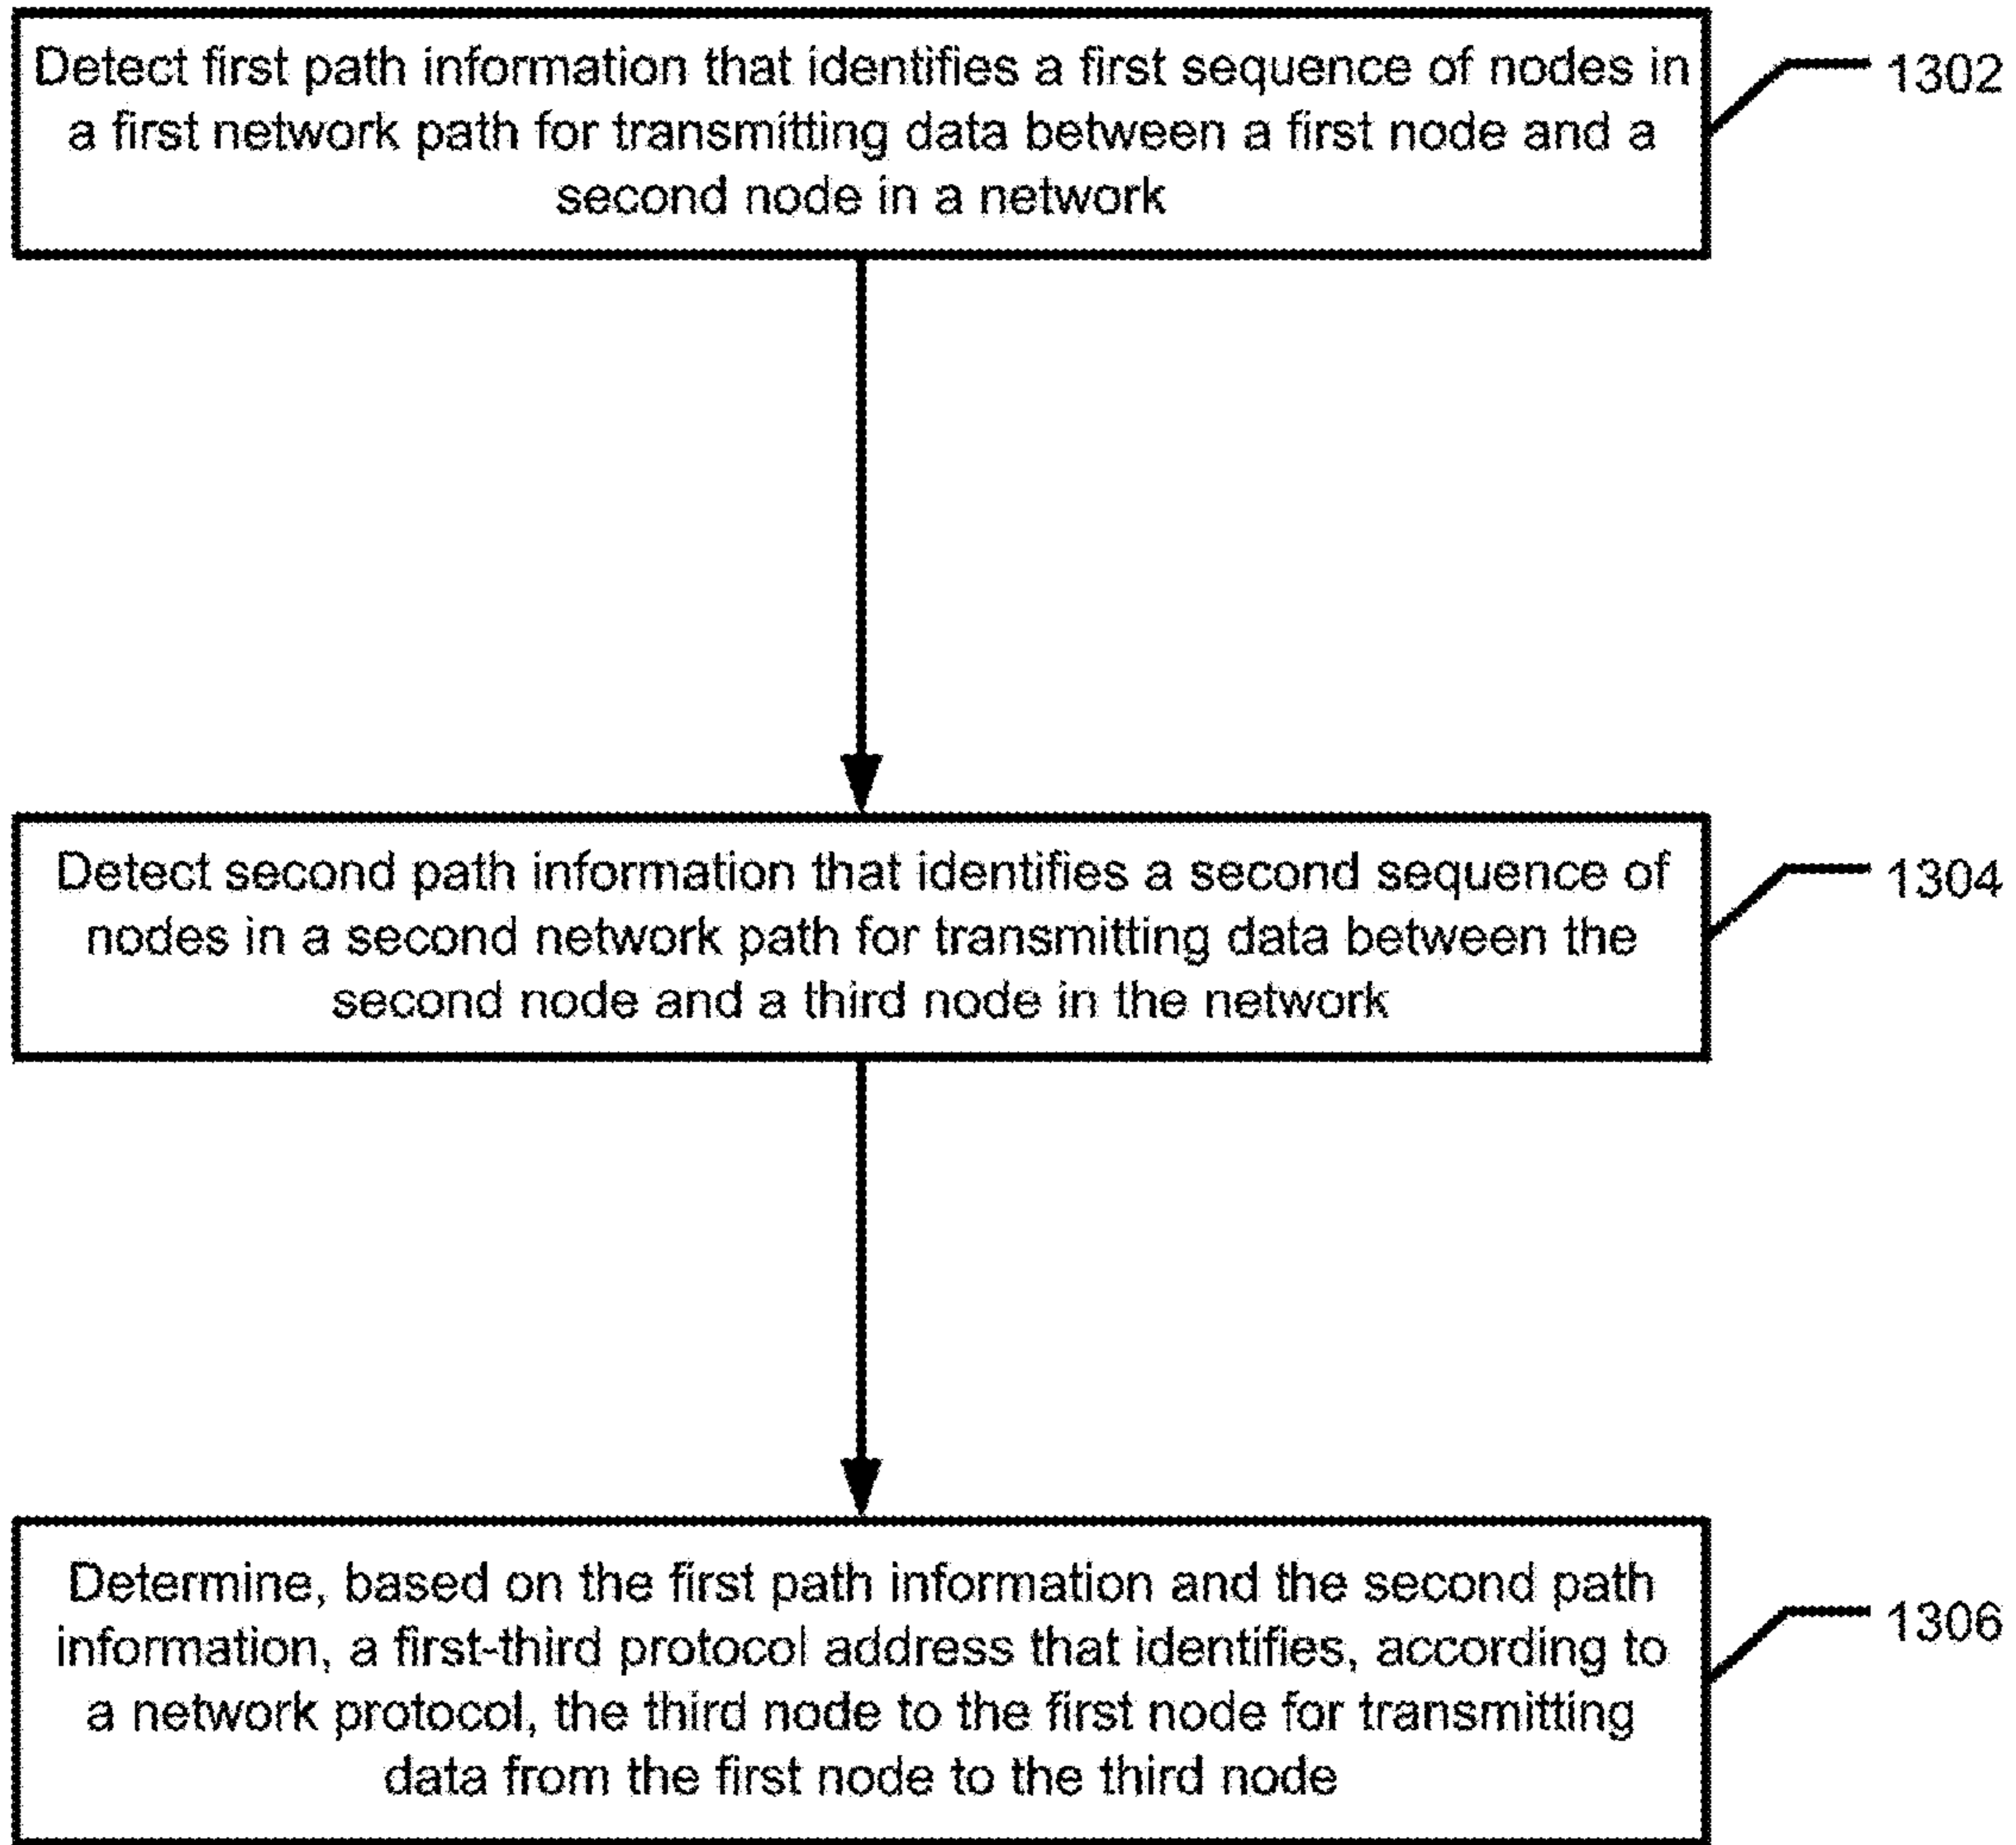 Detect first path information that identifies a first sequence of nodes in
a first network path for transmitting data between a first node and a
second node in a network
1302
Detect second path information that identifies a second sequence of
nodes in a second network path for transmitting data between the
second node and a third node in the network
1304
Determine, based on the first path information and the second path
information, a first-third protocol address that identifies, according to
a network protocol, the third node to the first node for transmitting
data from the first node to the third node
1306